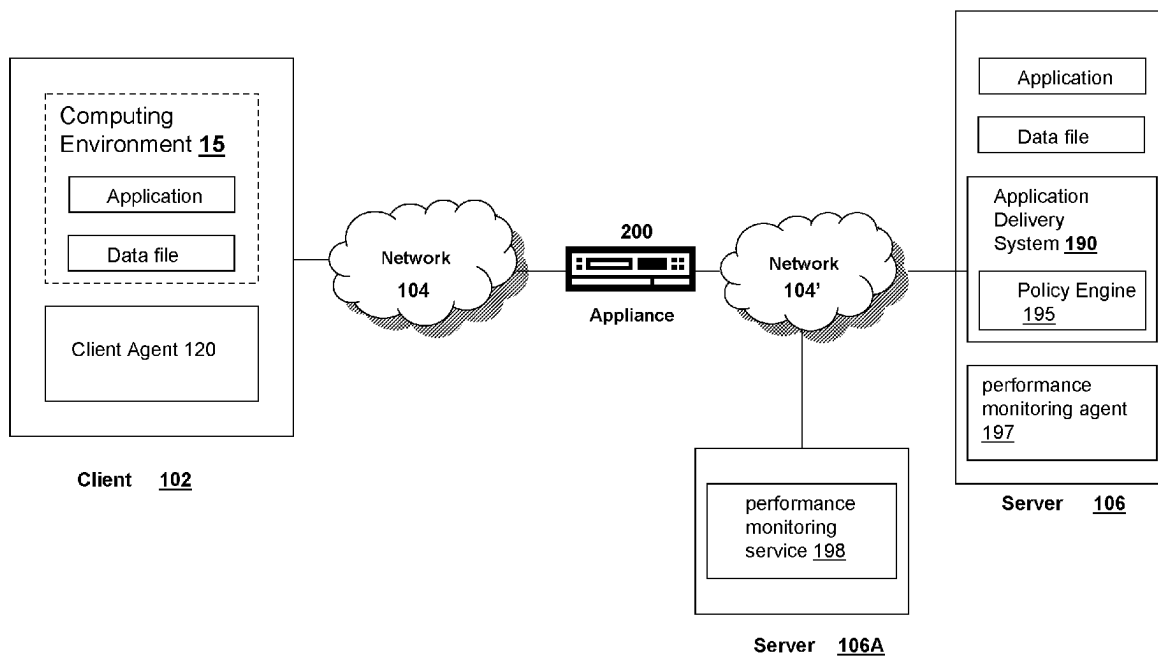 Computing
Environment 15
Application
Data file
Client Agent 120
Client 102
Network
104
200
Appliance
Network
104'
performance
monitoring
service 198
Server 106A
Application
Data file
Application
Delivery
System 190
Policy Engine
195
performance
monitoring agent
197
Server 106